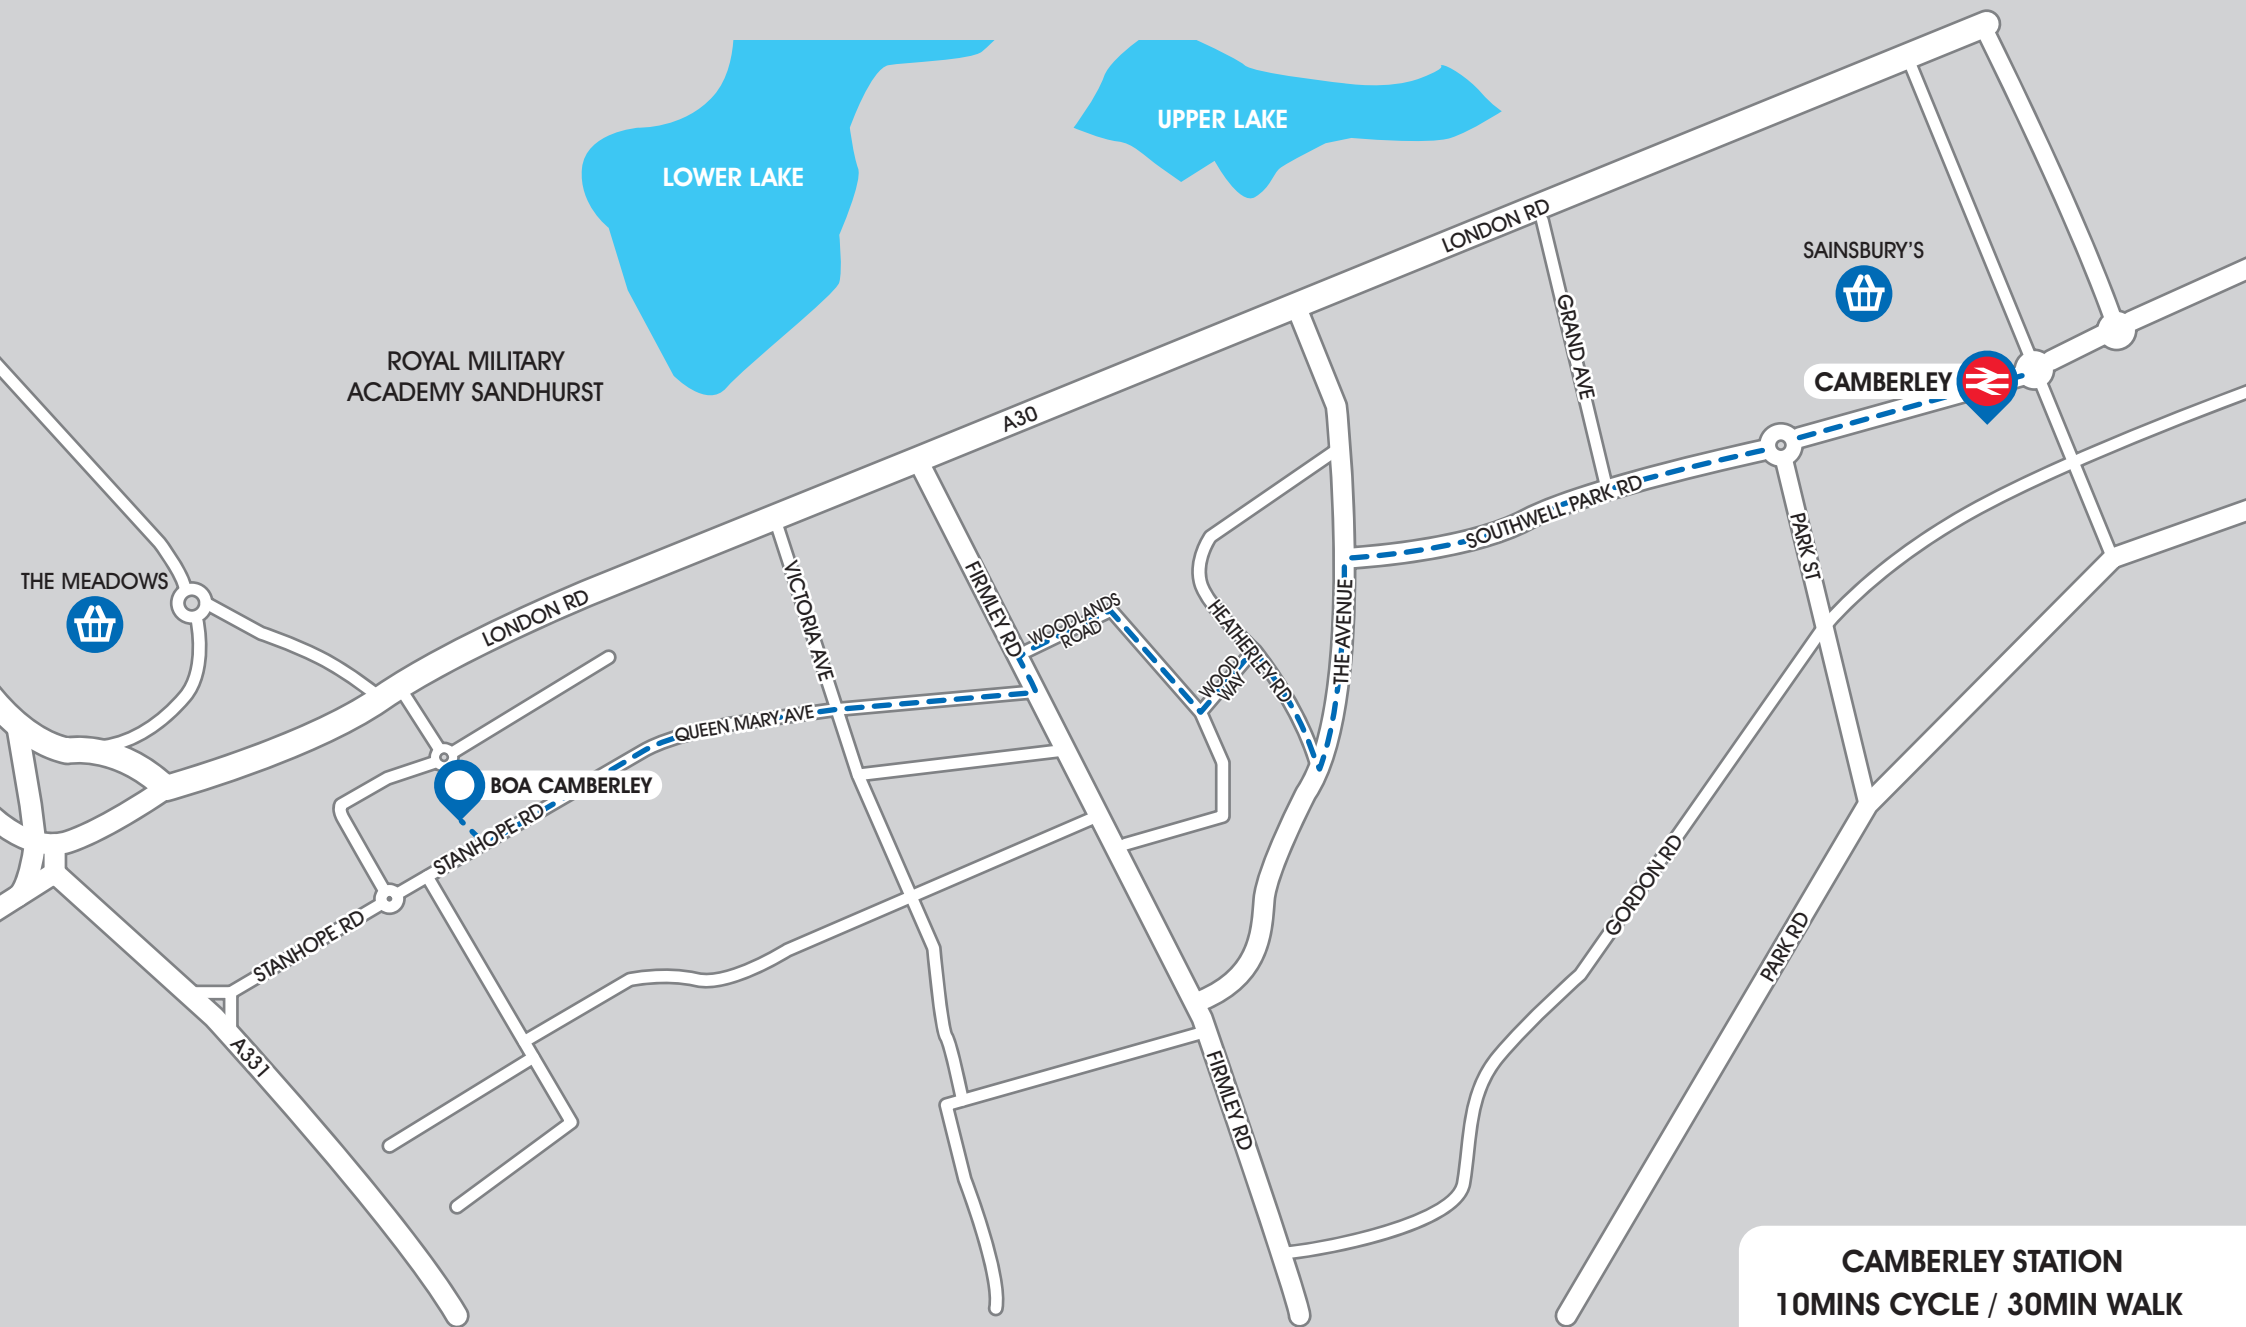 UPPER LAKE
LOWER LAKE
LONDON RD
SAINSBURY'S
GRAND AVE
ROYAL MILITARY
ACADEMY SANDHURST
CAMBERLEY
A30
SOUTHWELL PARK RD
PARK ST
THE MEADOWS
LONDON RD
VICTORIA AVE
FIRMLEY RD
WOODLANDS
ROAD
HEATHERLEY RD
THE AVENUE
WOOD
WAY
QUEEN MARY AVE
BOA CAMBERLEY
STANHOPE RD
GORDON RD
STANHOPE RD
PARK RD
A331
FIRMLEY RD
CAMBERLEY STATION
10MINS CYCLE / 30MIN WALK